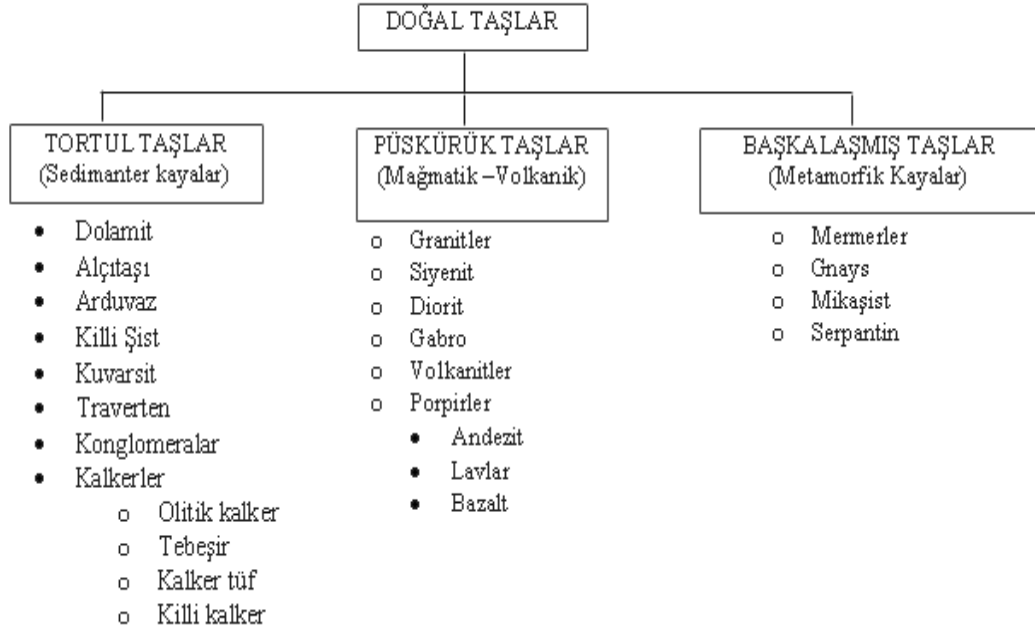 DOĞAL TAŞLAR
TORTUL TAŞLAR
(Sedimanter kayalar)
Dolamit
Alçıtaşı
Arduvaz
Killi Şist
Kuvarsit
Traverten
Konglomeralar
Kalkerler
Olitik kalker
Tebeşir
Kalker tüf
Killi kalker
PÜSKÜRÜK TAŞLAR
(Mağmatik –Volkanik)
Granitler
Siyenit
Diorit
Gabro
Volkanitler
Porpirler
Andezit
Lavlar
Bazalt
BAŞKALAŞMIŞ TAŞLAR
(Metamorfik Kayalar)
Mermerler
Gnays
Mikaşist
Serpantin